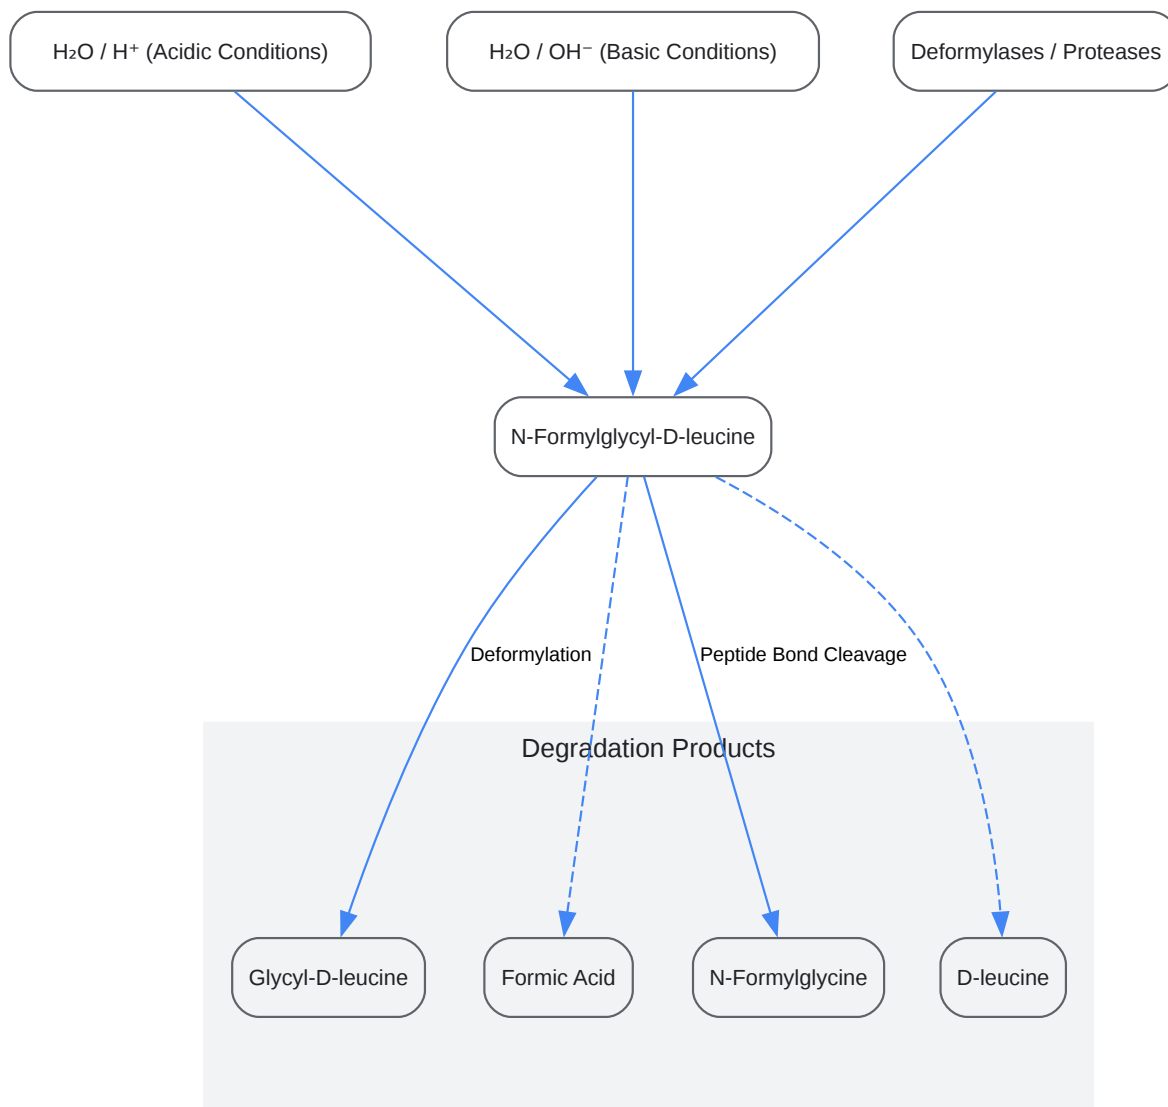 H₂O / H⁺ (Acidic Conditions)
H₂O / OH⁻ (Basic Conditions)
Deformylases / Proteases
N-Formylglycyl-D-leucine
Deformylation
Peptide Bond Cleavage
Degradation Products
Glycyl-D-leucine
Formic Acid
N-Formylglycine
D-leucine